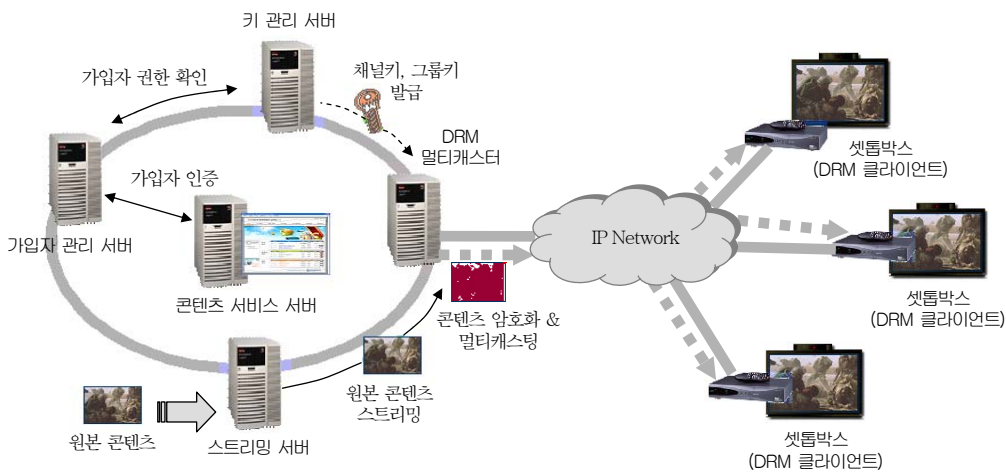 키 관리 서버
가입자 권한 확인
채널키, 그룹키
발급
DRM
멀티캐스터
가입자 인증
가입자 관리 서버
콘텐츠 서비스 서버
IP Network
콘텐츠 암호화 &
멀티캐스팅
원본 콘텐츠
스트리밍
원본 콘텐츠
스트리밍 서버
셋톱박스
(DRM 클라이언트)
셋톱박스
(DRM 클라이언트)
셋톱박스
(DRM 클라이언트)